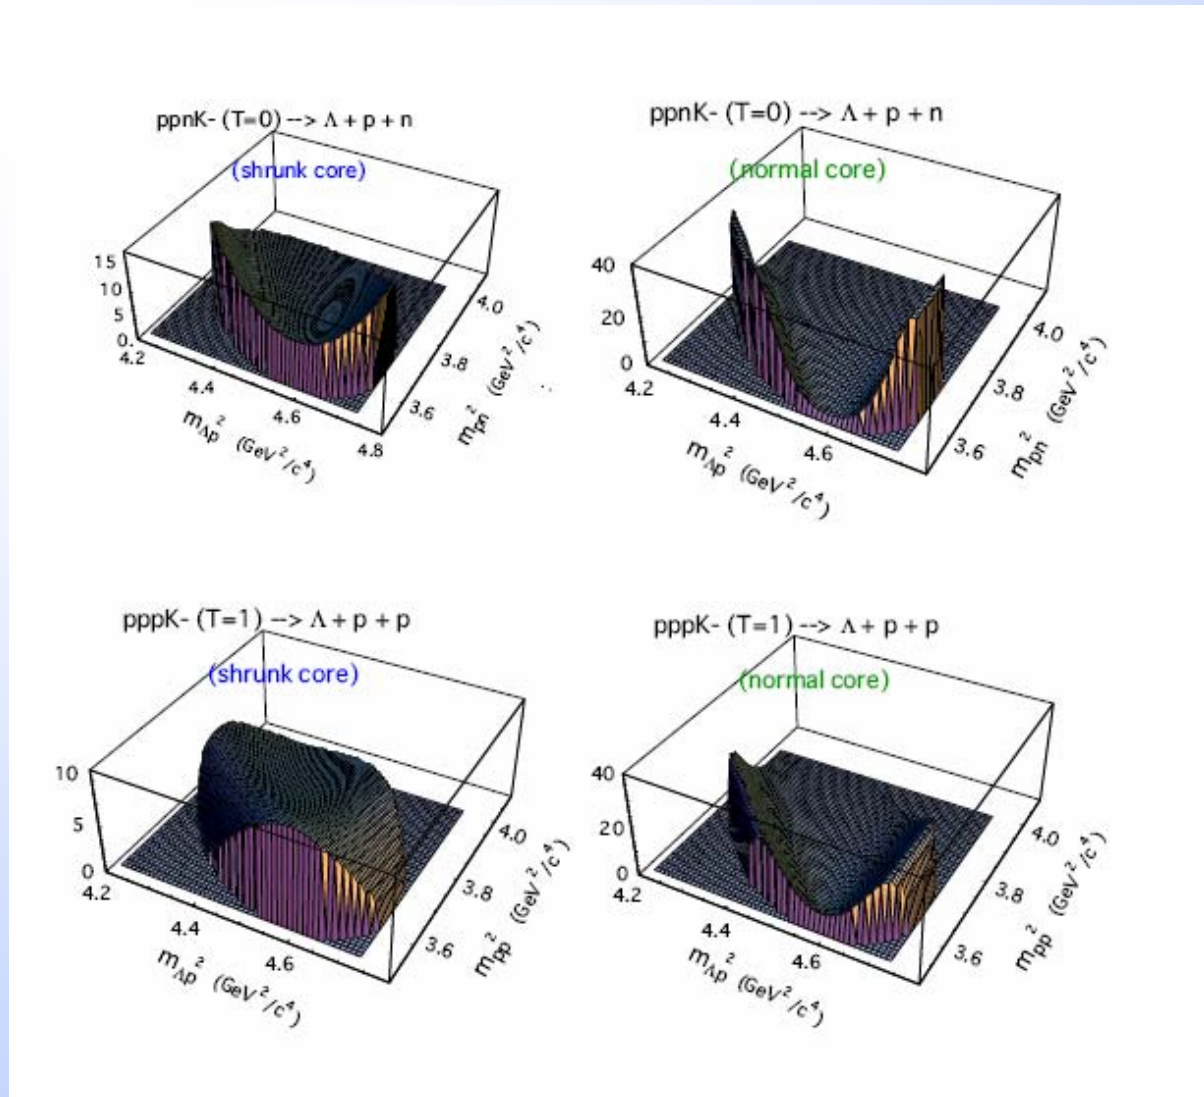 ppnK- (T=0) --> Λ + p + n
(shrunk core)
15
10
5
0.
4.2
4.4
4.6
4.8
m_Λp^2 (GeV^2/c^4)
3.6
3.8
4.0
m_pn^2 (GeV^2/c^4)
ppnK- (T=0) --> Λ + p + n
(normal core)
40
20
0
4.2
4.4
4.6
m_Λp^2 (GeV^2/c^4)
3.6
3.8
4.0
m_pn^2 (GeV^2/c^4)
pppK- (T=1) --> Λ + p + p
(shrunk core)
10
5
0
4.2
4.4
4.6
m_Λp^2 (GeV^2/c^4)
3.6
3.8
4.0
m_pp^2 (GeV^2/c^4)
pppK- (T=1) --> Λ + p + p
(normal core)
40
20
0
4.2
4.4
4.6
m_Λp^2 (GeV^2/c^4)
3.6
3.8
4.0
m_pp^2 (GeV^2/c^4)